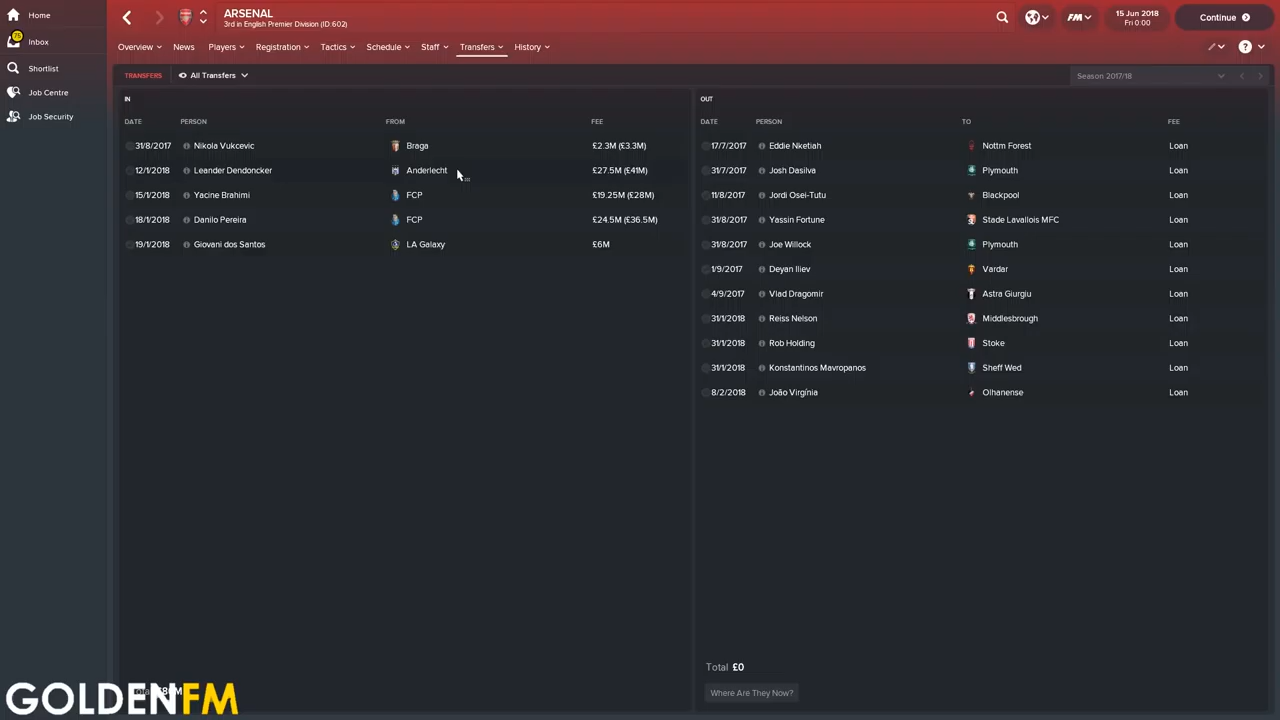 Home
Inbox
75
Shortlist
Job Centre
Job Security
ARSENAL
3rd in English Premier Division (ID:602)
FM
15 Jun 2018
Fri 0:00
Continue
Overview News Players Registration Tactics Schedule Staff Transfers History
TRANSFERS All Transfers
Season 2017/18
IN
DATE PERSON FROM FEE
31/8/2017 Nikola Vukcevic Braga £2.3M (£3.3M)
12/1/2018 Leander Dendoncker Anderlecht £27.5M (£41M)
15/1/2018 Yacine Brahimi FCP £19.25M (£28M)
18/1/2018 Danilo Pereira FCP £24.5M (£36.5M)
19/1/2018 Giovani dos Santos LA Galaxy £6M
OUT
DATE PERSON TO FEE
17/7/2017 Eddie Nketiah Nottm Forest Loan
31/7/2017 Josh Dasilva Plymouth Loan
11/8/2017 Jordi Osei-Tutu Blackpool Loan
31/8/2017 Yassin Fortune Stade Lavallois MFC Loan
31/8/2017 Joe Willock Plymouth Loan
1/9/2017 Deyan Iliev Vardar Loan
4/9/2017 Vlad Dragomir Astra Giurgiu Loan
31/1/2018 Reiss Nelson Middlesbrough Loan
31/1/2018 Rob Holding Stoke Loan
31/1/2018 Konstantinos Mavropanos Sheff Wed Loan
8/2/2018 João Virgínia Olhanense Loan
Total £0
Where Are They Now?
GOLDENFM